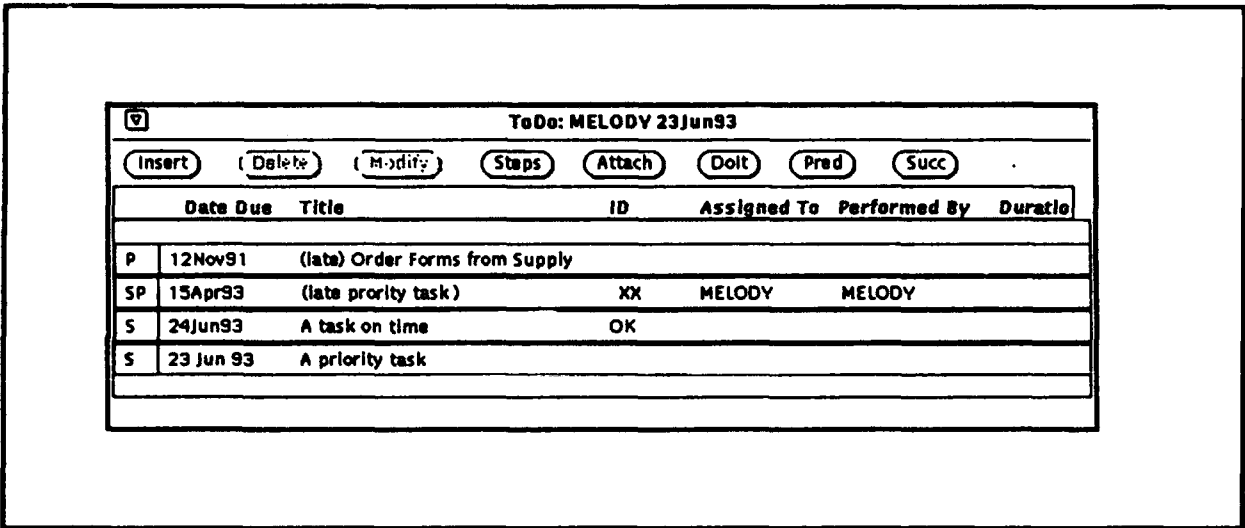 ToDo: MELODY 23Jun93
Insert Delete Modify Steps Attach DoIt Pred Succ
Date Due Title ID Assigned To Performed By Duratio
P 12Nov91 (late) Order Forms from Supply
SP 15Apr93 (late prority task) XX MELODY MELODY
S 24Jun93 A task on time OK
S 23 Jun 93 A priority task